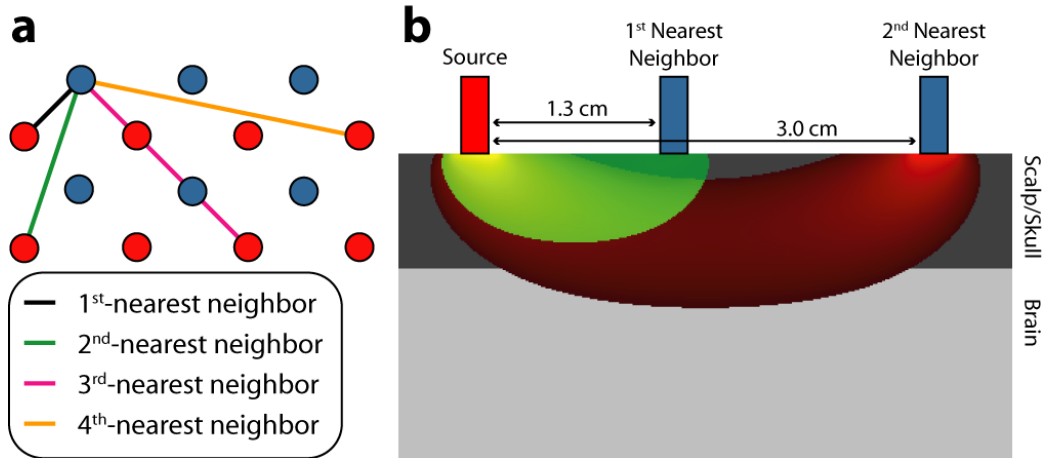 a
1st-nearest neighbor
2nd-nearest neighbor
3rd-nearest neighbor
4th-nearest neighbor
b
Source
1st Nearest
Neighbor
2nd Nearest
Neighbor
1.3 cm
3.0 cm
Scalp/Skull
Brain